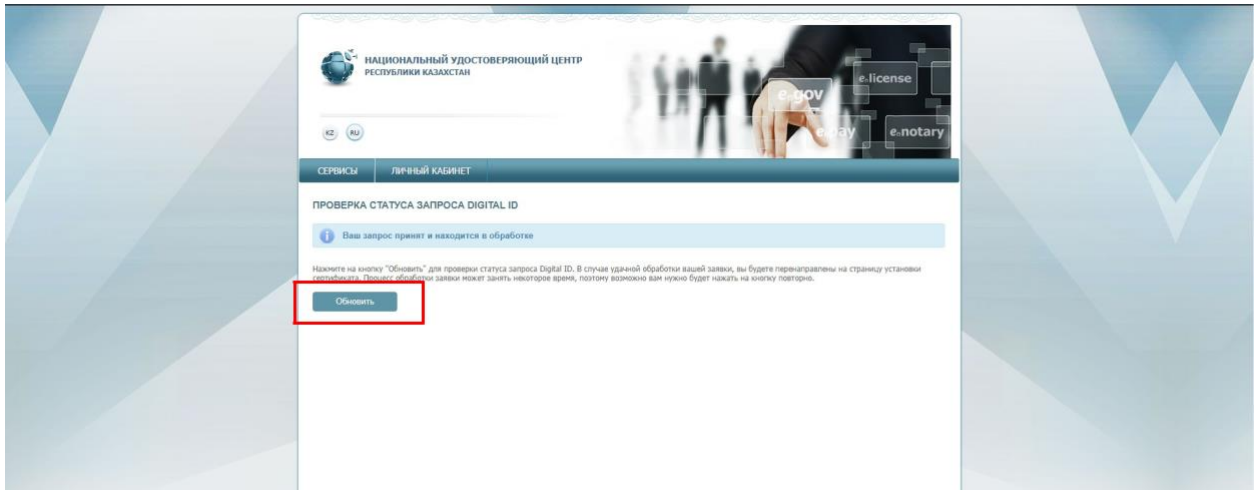 НАЦИОНАЛЬНЫЙ УДОСТОВЕРЯЮЩИЙ ЦЕНТР
РЕСПУБЛИКИ КАЗАХСТАН
e.gov
e.license
e.pay
e.notary
KZ RU
СЕРВИСЫ ЛИЧНЫЙ КАБИНЕТ
ПРОВЕРКА СТАТУСА ЗАПРОСА DIGITAL ID
Ваш запрос принят и находится в обработке
Нажмите на кнопку "Обновить" для проверки статуса запроса Digital ID. В случае удачной обработки вашей заявки, вы будете перенаправлены на страницу установки
сертификата. Процесс обработки заявки может занять некоторое время, поэтому возможно вам нужно будет нажать на кнопку повторно.
Обновить